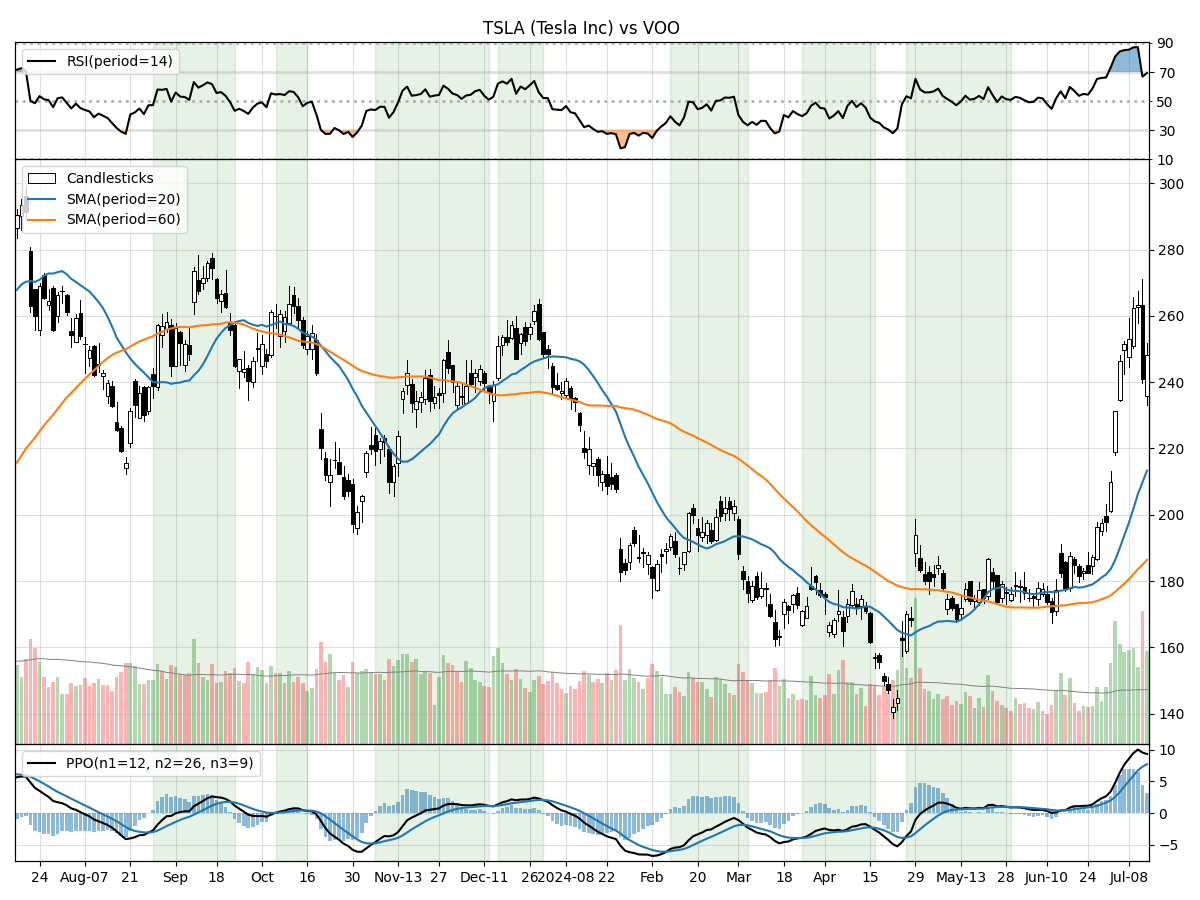 TSLA (Tesla Inc) vs VOO
RSI(period=14)
90
70
50
30
10
Candlesticks
SMA(period=20)
SMA(period=60)
300
280
260
240
220
200
180
160
140
PPO(n1=12, n2=26, n3=9)
10
5
0
−5
24 Aug-07 21 Sep 18 Oct 16 30 Nov-13 27 Dec-11 26 2024-08 22 Feb 20 Mar 18 Apr 15 29 May-13 28 Jun-10 24 Jul-08